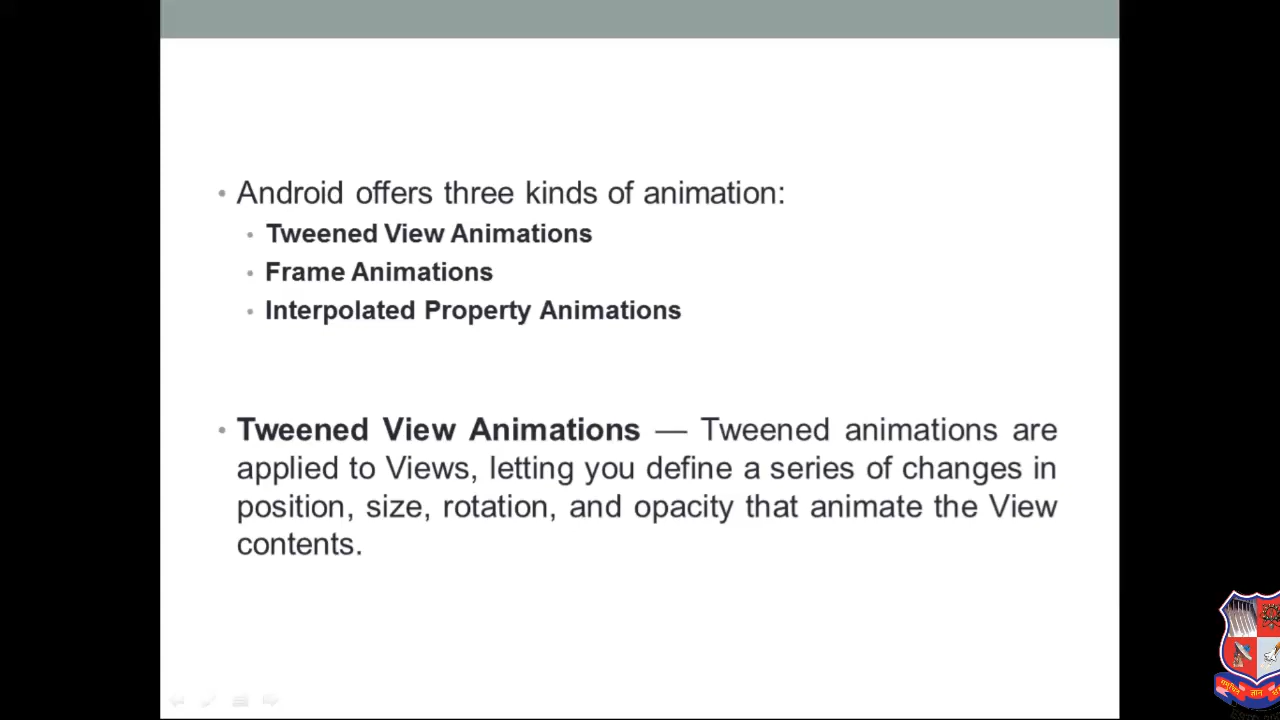 • Android offers three kinds of animation:
• Tweened View Animations
• Frame Animations
• Interpolated Property Animations
• Tweened View Animations — Tweened animations are
applied to Views, letting you define a series of changes in
position, size, rotation, and opacity that animate the View
contents.
ज्ञान